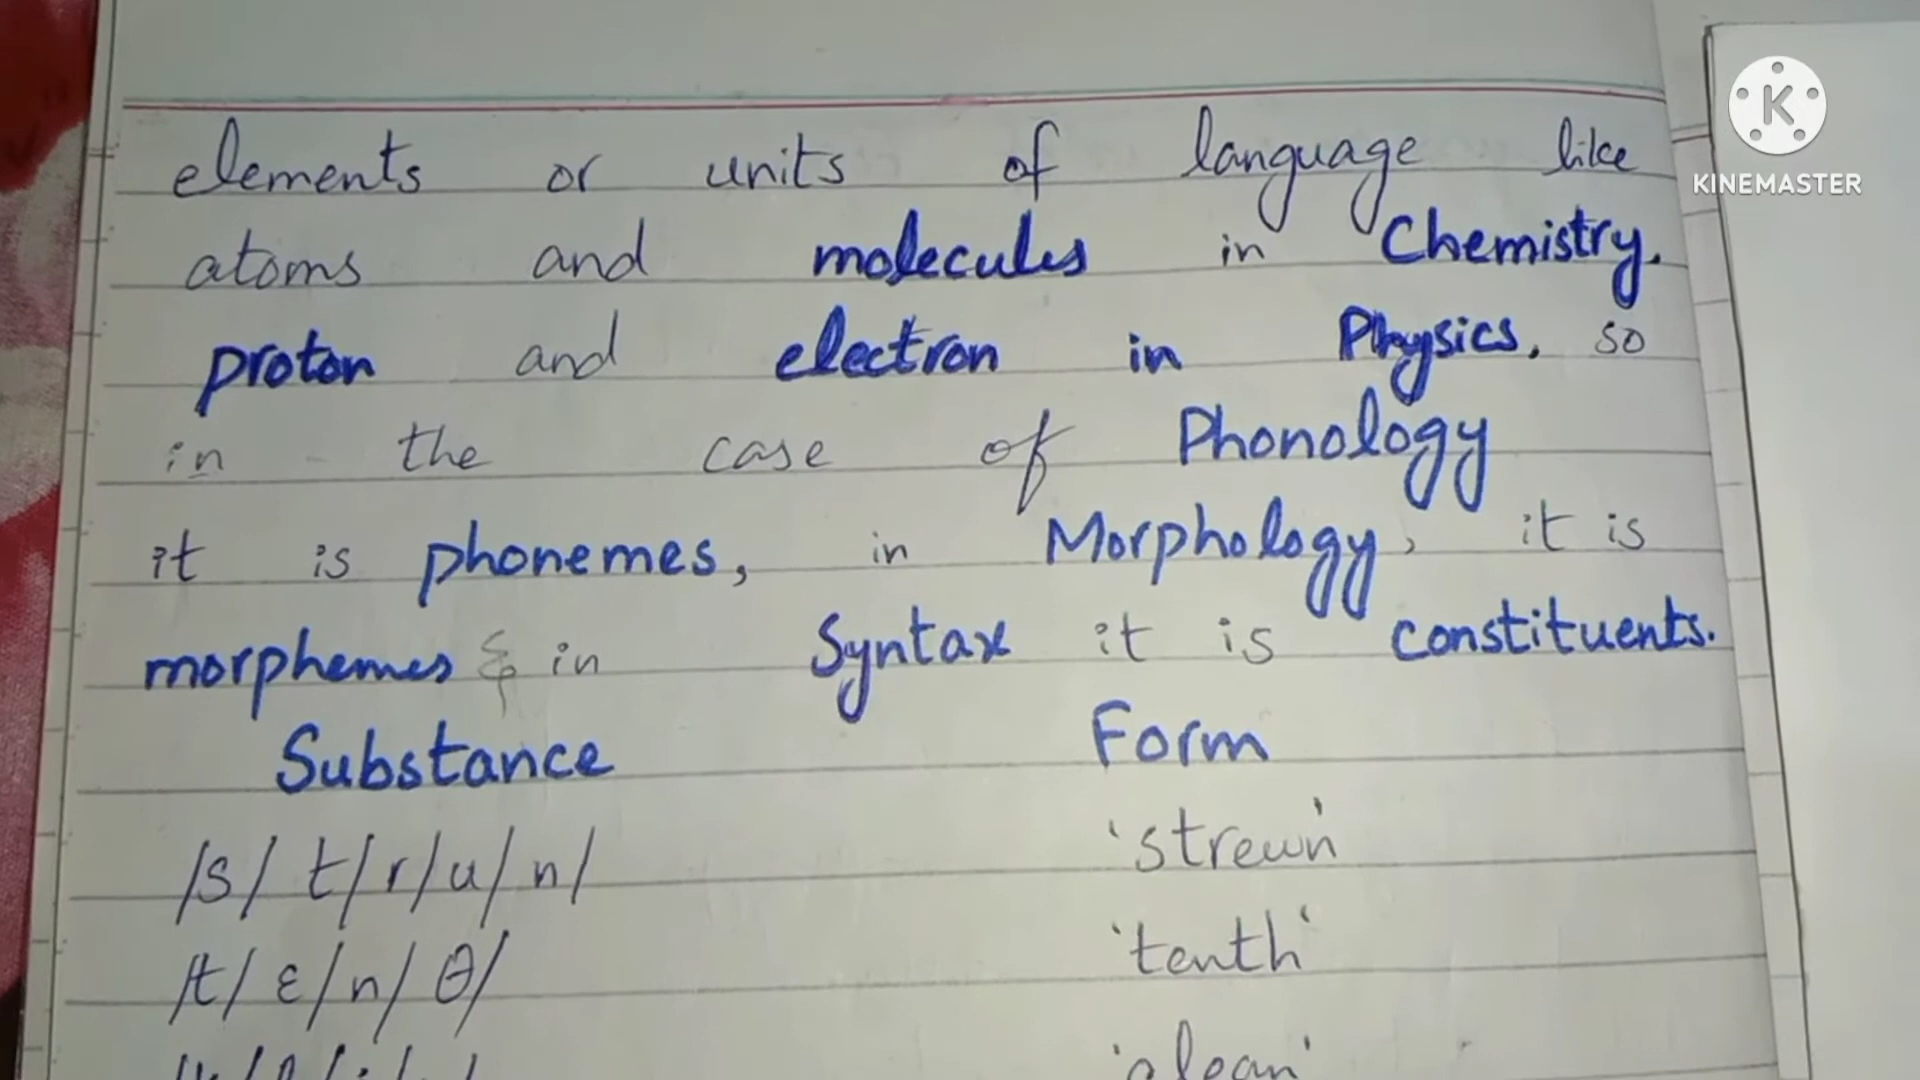 elements or units of language like
atoms and molecules in Chemistry.
proton and electron in Physics, so
in the case of Phonology
it is phonemes, in Morphology, it is
morphemes & in Syntax it is constituents.
Substance Form
/s/ t/r/u/n/ 'strewn'
/t/ ɛ/n/ θ/ 'tenth'
KINEMASTER